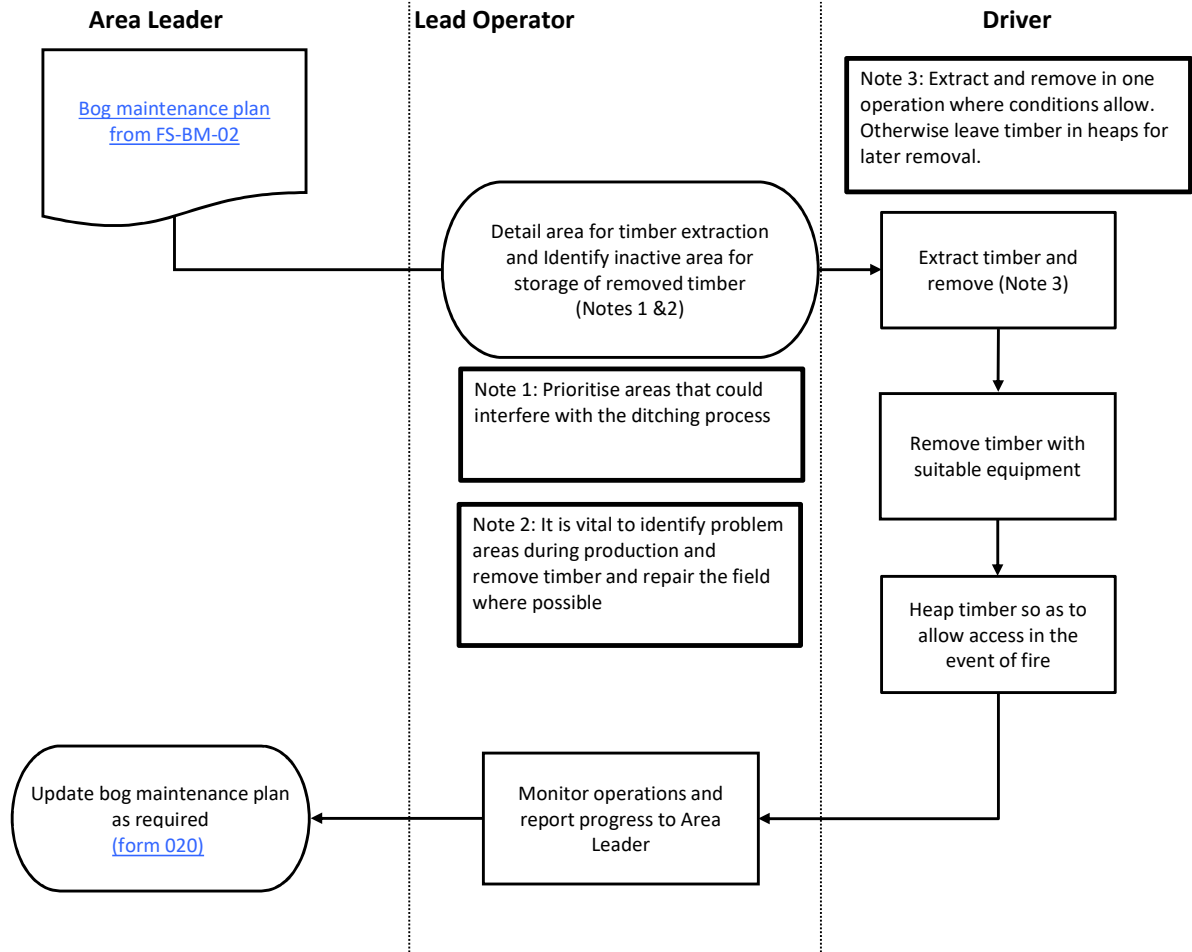 Area Leader
Lead Operator
Driver
Bog maintenance plan
from FS-BM-02
Note 3: Extract and remove in one
operation where conditions allow.
Otherwise leave timber in heaps for
later removal.
Detail area for timber extraction
and Identify inactive area for
storage of removed timber
(Notes 1 &2)
Extract timber and
remove (Note 3)
Note 1: Prioritise areas that could
interfere with the ditching process
Remove timber with
suitable equipment
Note 2: It is vital to identify problem
areas during production and
remove timber and repair the field
where possible
Heap timber so as to
allow access in the
event of fire
Update bog maintenance plan
as required
(form 020)
Monitor operations and
report progress to Area
Leader